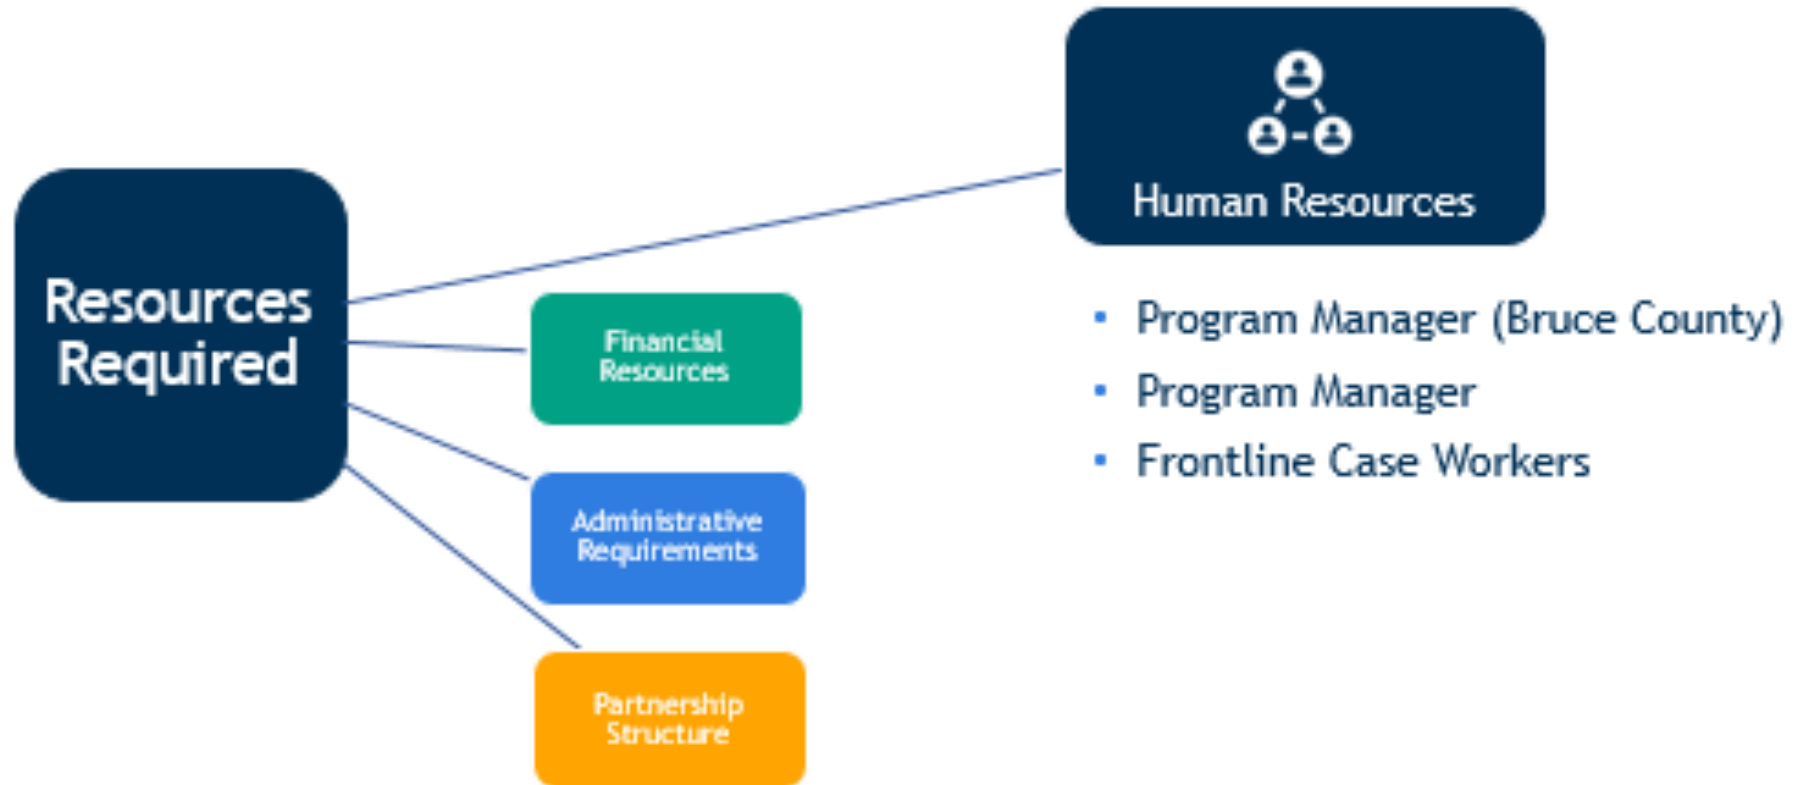 Resources
Required
Human Resources
• Program Manager (Bruce County)
• Program Manager
• Frontline Case Workers
Financial
Resources
Administrative
Requirements
Partnership
Structure